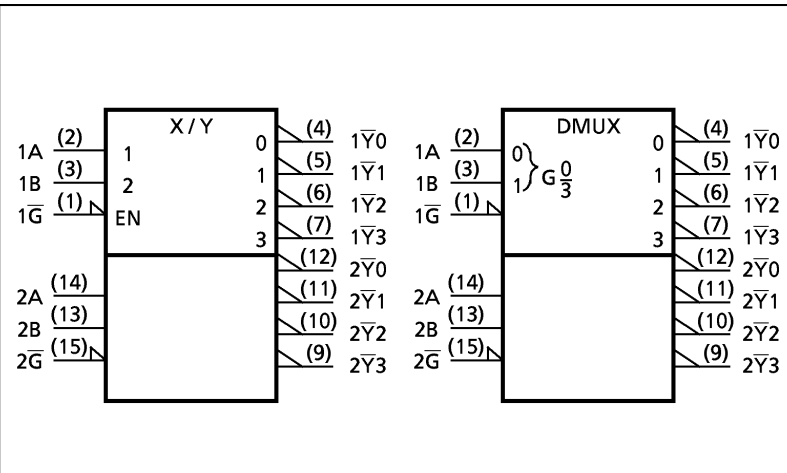 X / Y
1A (2) 1 0 (4) 1Y̅0
1B (3) 2 1 (5) 1Y̅1
1G̅ (1) EN 2 (6) 1Y̅2
3 (7) 1Y̅3
(12) 2Y̅0
2A (14) (11) 2Y̅1
2B (13) (10) 2Y̅2
2G̅ (15) (9) 2Y̅3
DMUX
1A (2) 0 0 (4) 1Y̅0
1B (3) 1 } G 0/3 1 (5) 1Y̅1
1G̅ (1) 2 (6) 1Y̅2
3 (7) 1Y̅3
(12) 2Y̅0
2A (14) (11) 2Y̅1
2B (13) (10) 2Y̅2
2G̅ (15) (9) 2Y̅3